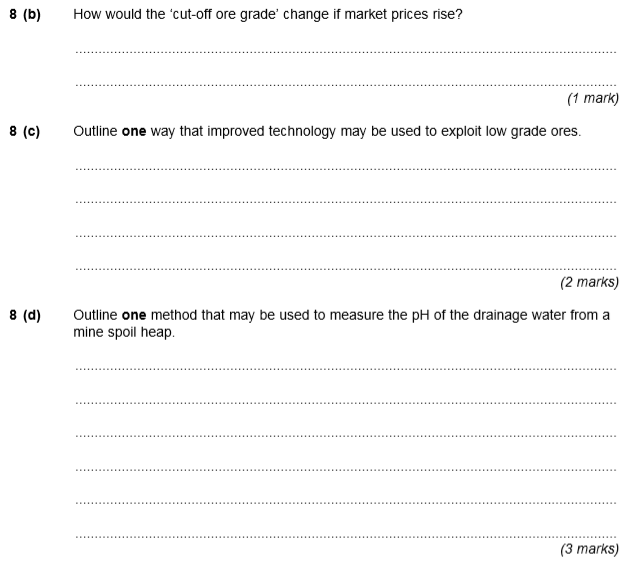 8 (b) How would the ‘cut-off ore grade’ change if market prices rise?
(1 mark)
8 (c) Outline one way that improved technology may be used to exploit low grade ores.
(2 marks)
8 (d) Outline one method that may be used to measure the pH of the drainage water from a
mine spoil heap.
(3 marks)